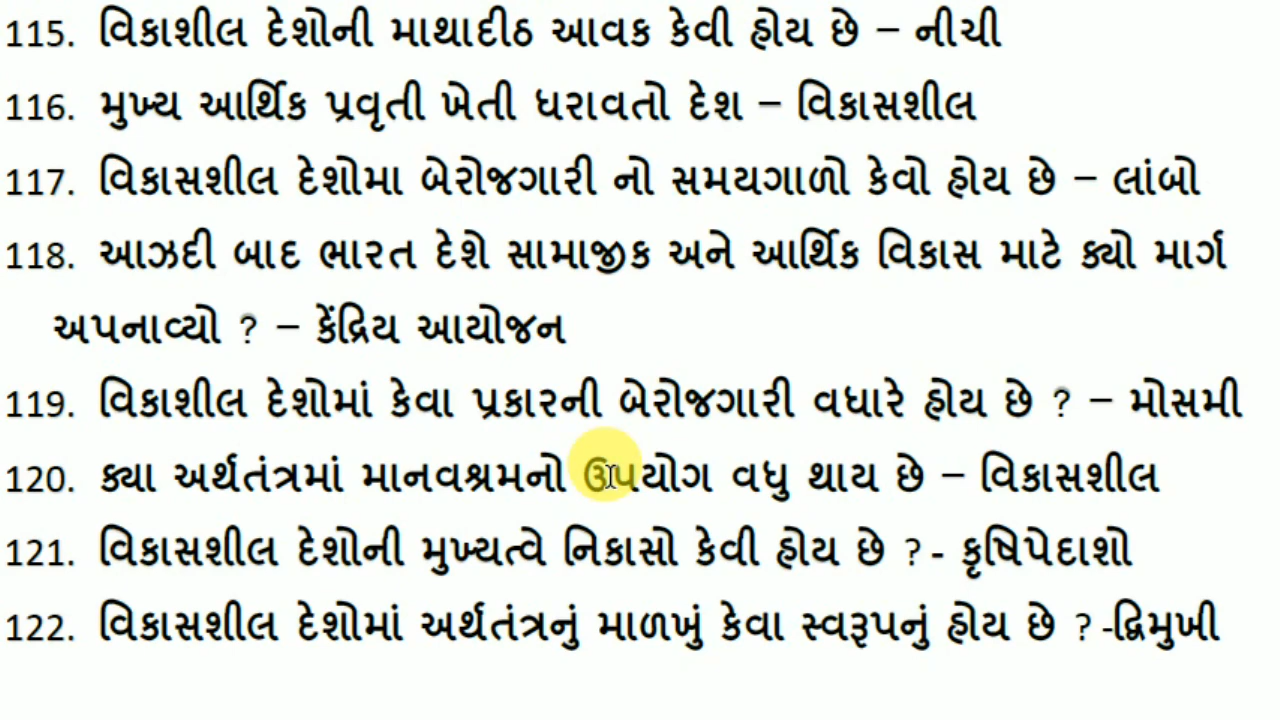 115. વિકાશીલ દેશોની માથાદીઠ આવક કેવી હોય છે – નીચી
116. મુખ્ય આર્થિક પ્રવૃતી ખેતી ધરાવતો દેશ – વિકાસશીલ
117. વિકાસશીલ દેશોમા બેરોજગારી નો સમયગાળો કેવો હોય છે – લાંબો
118. આઝદી બાદ ભારત દેશે સામાજીક અને આર્થિક વિકાસ માટે ક્યો માર્ગ
અપનાવ્યો ? – કેંદ્રિય આયોજન
119. વિકાશીલ દેશોમાં કેવા પ્રકારની બેરોજગારી વધારે હોય છે ? – મોસમી
120. ક્યા અર્થતંત્રમાં માનવશ્રમનો ઉપયોગ વધુ થાય છે – વિકાસશીલ
121. વિકાસશીલ દેશોની મુખ્યત્વે નિકાસો કેવી હોય છે ? - કૃષિપેદાશો
122. વિકાસશીલ દેશોમાં અર્થતંત્રનું માળખું કેવા સ્વરૂપનું હોય છે ? -દ્રિમુખી